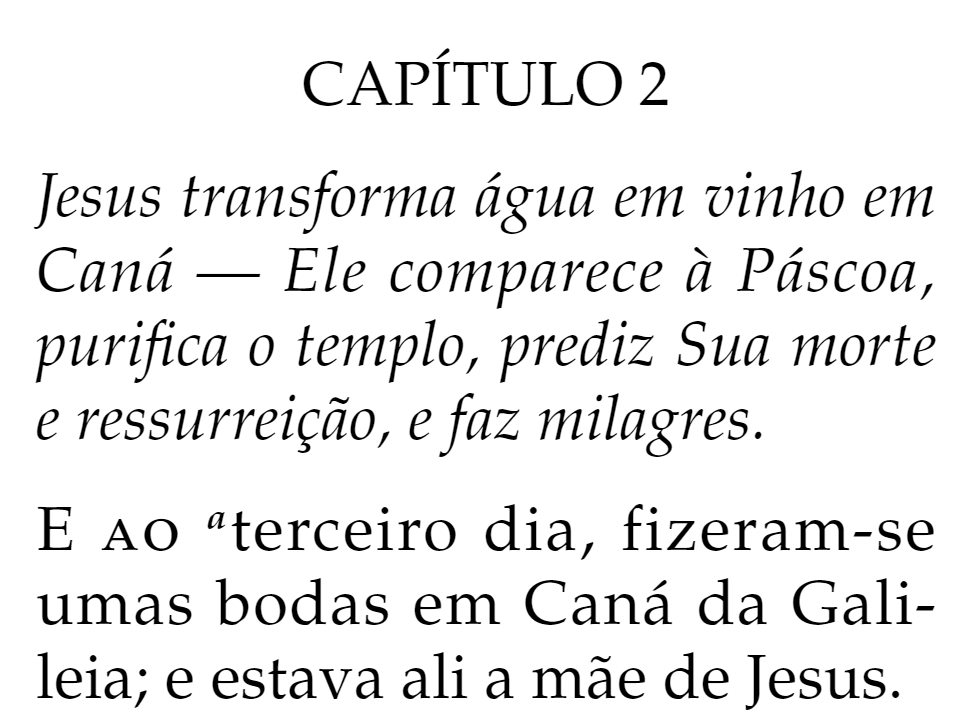 CAPÍTULO 2
Jesus transforma água em vinho em
Caná — Ele comparece à Páscoa,
purifica o templo, prediz Sua morte
e ressurreição, e faz milagres.
E AO ᵃterceiro dia, fizeram-se
umas bodas em Caná da Gali-
leia; e estava ali a mãe de Jesus.